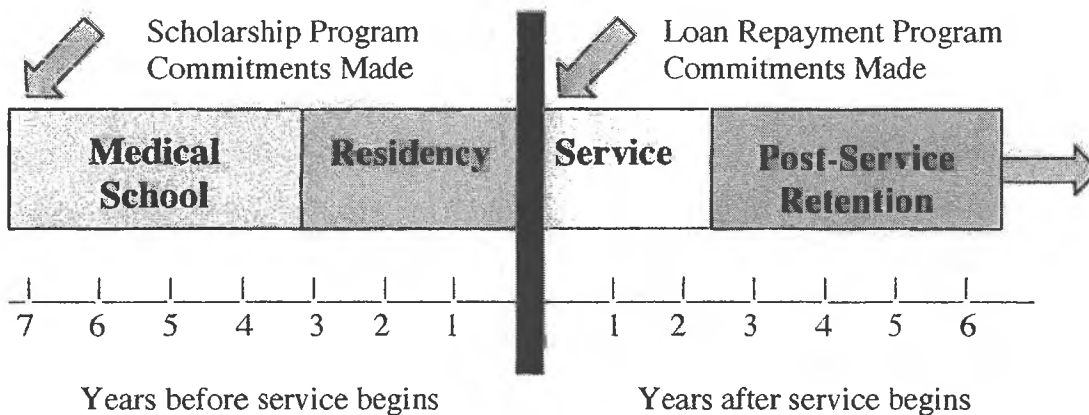 Scholarship Program
Commitments Made
Loan Repayment Program
Commitments Made
Medical
School
Residency
Service
Post-Service
Retention
7 6 5 4 3 2 1
1 2 3 4 5 6
Years before service begins
Years after service begins